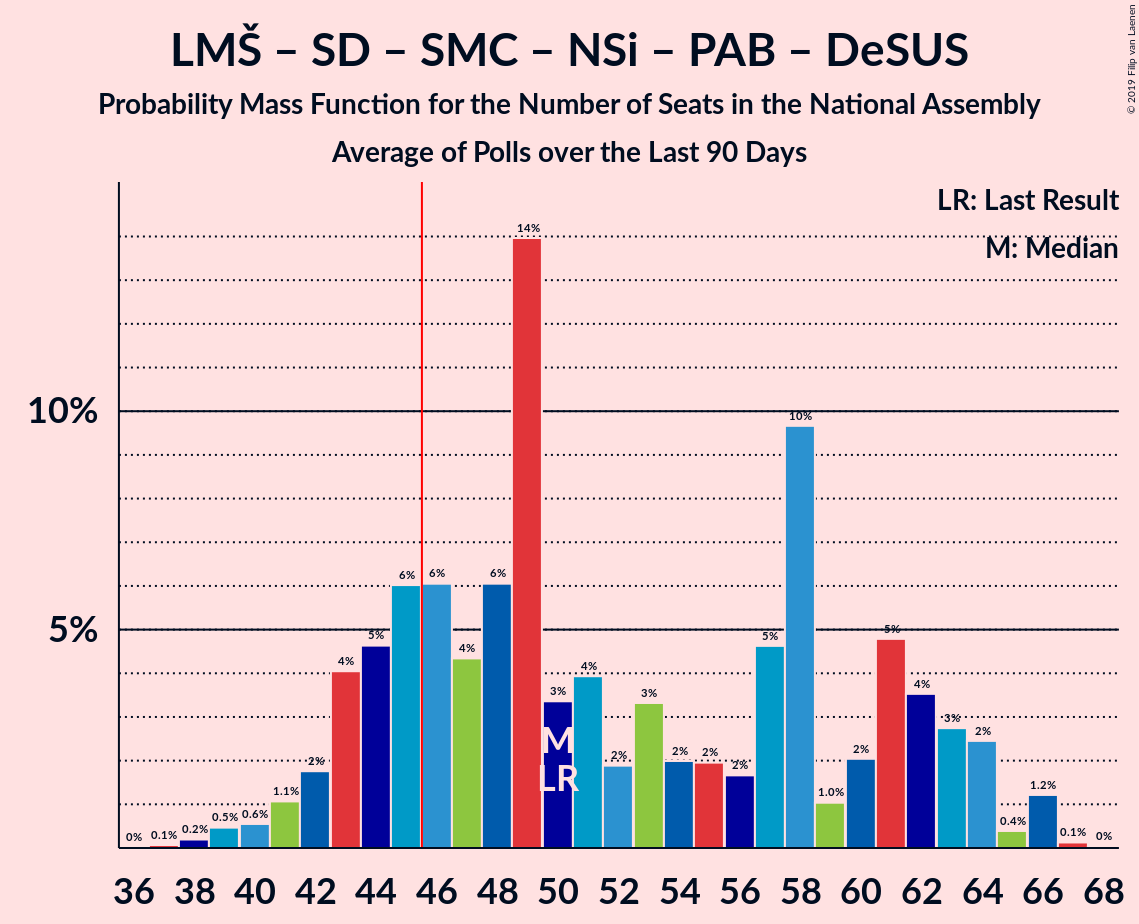 LMŠ – SD – SMC – NSi – PAB – DeSUS
Probability Mass Function for the Number of Seats in the National Assembly
Average of Polls over the Last 90 Days
© 2019 Filip van Laenen
LR: Last Result
M: Median
10%
5%
0% 0.1% 0.2% 0.5% 0.6% 1.1% 2% 4% 5% 6% 6% 4% 6% 14% 3% 4% 2% 3% 2% 2% 2% 5% 10% 1.0% 2% 5% 4% 3% 2% 0.4% 1.2% 0.1% 0%
M
LR
36 38 40 42 44 46 48 50 52 54 56 58 60 62 64 66 68